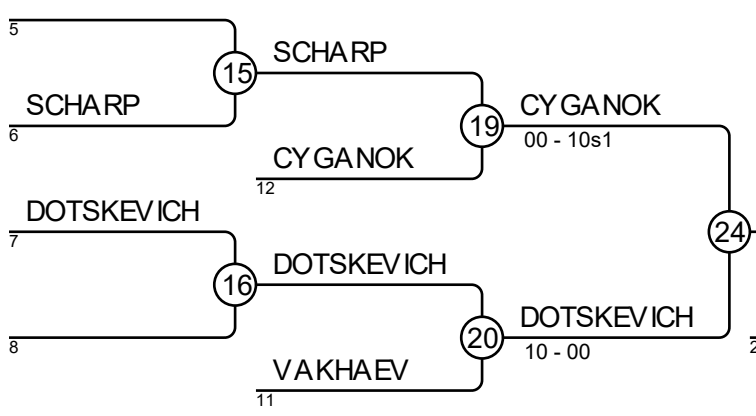 5
SCHARP
15
SCHARP
6
19
CYGANOK
00 - 10s1
CYGANOK
12
DOTSKEVICH
7
24
16
DOTSKEVICH
8
20
DOTSKEVICH
10 - 00
2
VAKHAEV
11